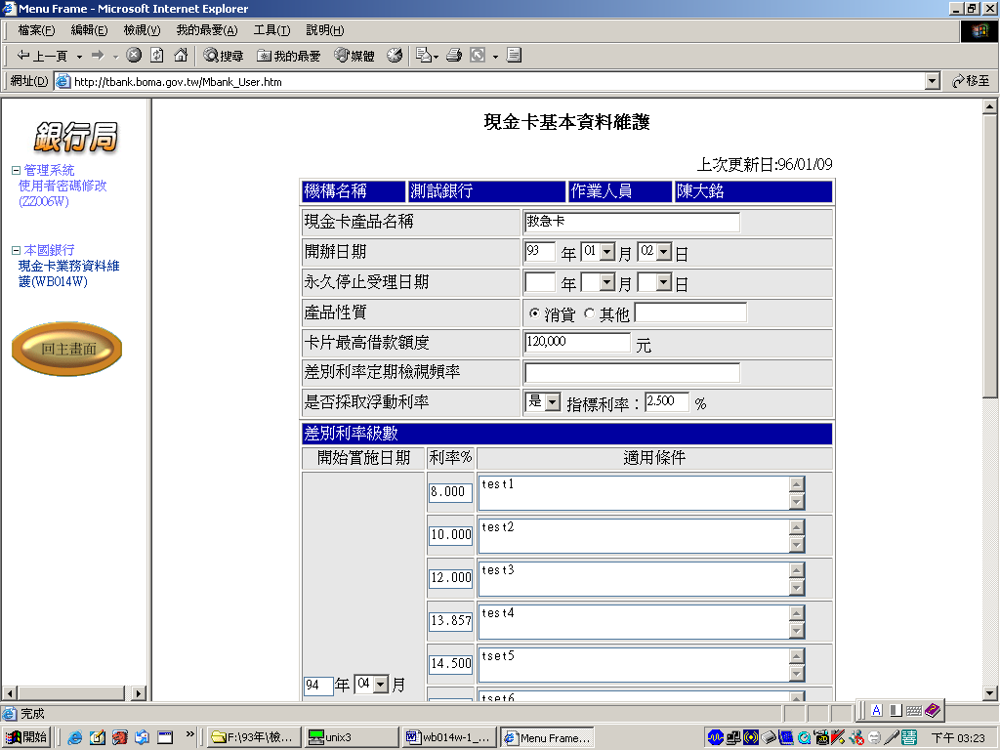 Menu Frame - Microsoft Internet Explorer
檔案(F) 編輯(E) 檢視(V) 我的最愛(A) 工具(T) 說明(H)
上一頁 搜尋 我的最愛 媒體
網址(D) http://tbank.boma.gov.tw/Mbank_User.htm 移至
銀行局
管理系統
使用者密碼修改
(ZZ006W)
本國銀行
現金卡業務資料維
護(WB014W)
回主畫面
現金卡基本資料維護
上次更新日:96/01/09
機構名稱 測試銀行 作業人員 陳大銘
現金卡產品名稱 救急卡
開辦日期 93 年 01 月 02 日
永久停止受理日期 年 月 日
產品性質 消貸 其他
卡片最高借款額度 120,000 元
差別利率定期檢視頻率
是否採取浮動利率 是 指標利率：2.500 %
差別利率級數
開始實施日期 利率% 適用條件
8.000 test1
10.000 test2
12.000 test3
13.857 test4
14.500 tset5
94 年 04 月
tset6
完成
A
開始 F:\93年\檢... unix3 wb014w-1_... Menu Frame... 下午 03:23